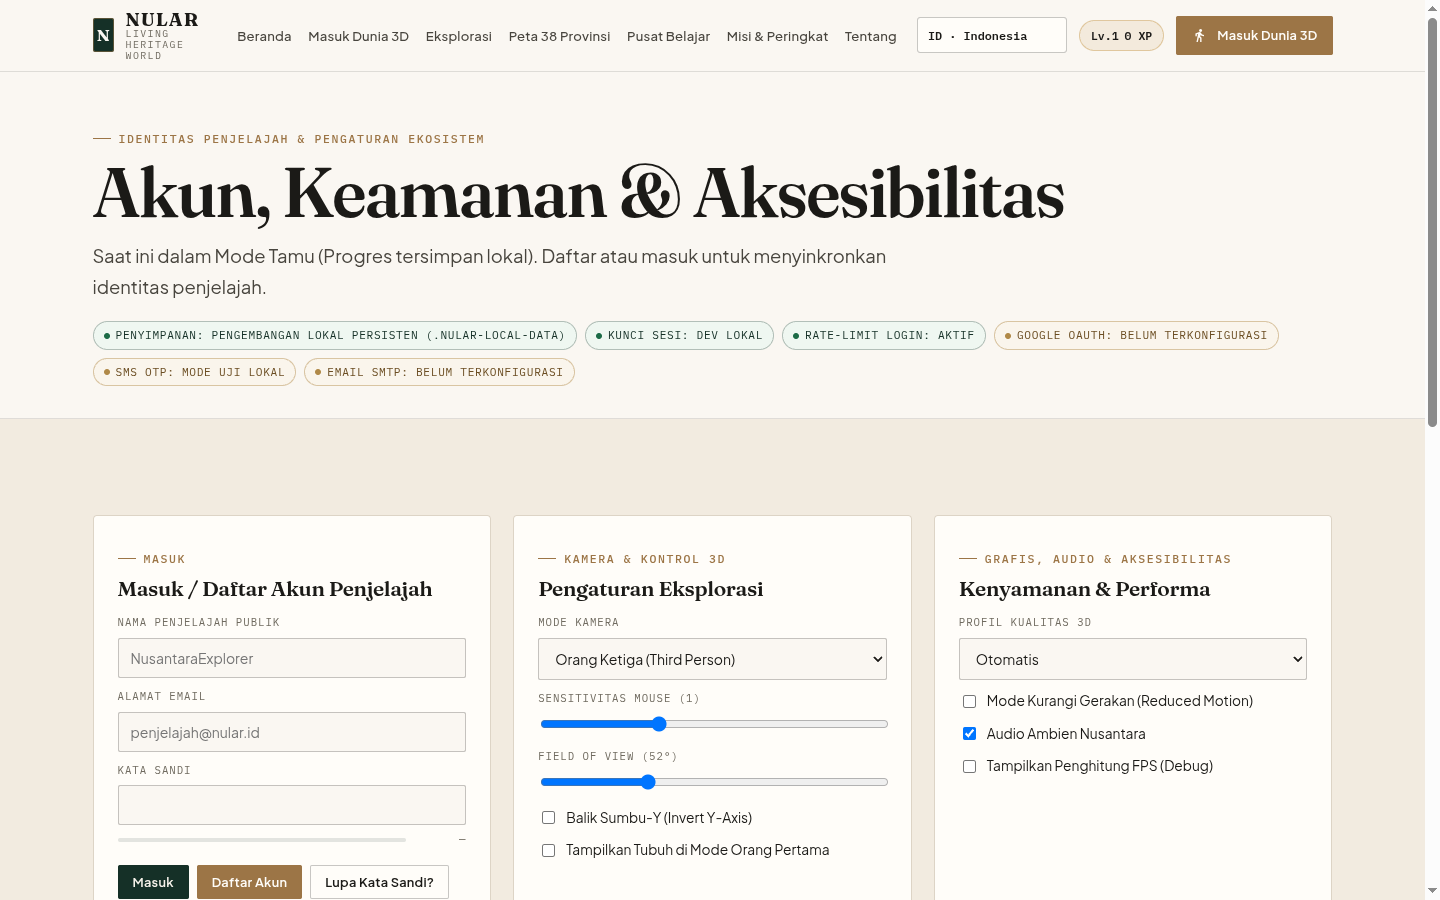 N
NULAR
LIVING
HERITAGE
WORLD
Beranda
Masuk Dunia 3D
Eksplorasi
Peta 38 Provinsi
Pusat Belajar
Misi & Peringkat
Tentang
ID · Indonesia
Lv.1 0 XP
Masuk Dunia 3D
IDENTITAS PENJELAJAH & PENGATURAN EKOSISTEM
Akun, Keamanan & Aksesibilitas
Saat ini dalam Mode Tamu (Progres tersimpan lokal). Daftar atau masuk untuk menyinkronkan
identitas penjelajah.
PENYIMPANAN: PENGEMBANGAN LOKAL PERSISTEN (.NULAR-LOCAL-DATA)
KUNCI SESI: DEV LOKAL
RATE-LIMIT LOGIN: AKTIF
GOOGLE OAUTH: BELUM TERKONFIGURASI
SMS OTP: MODE UJI LOKAL
EMAIL SMTP: BELUM TERKONFIGURASI
MASUK
Masuk / Daftar Akun Penjelajah
NAMA PENJELAJAH PUBLIK
NusantaraExplorer
ALAMAT EMAIL
penjelajah@nular.id
KATA SANDI
—
Masuk
Daftar Akun
Lupa Kata Sandi?
KAMERA & KONTROL 3D
Pengaturan Eksplorasi
MODE KAMERA
Orang Ketiga (Third Person)
SENSITIVITAS MOUSE (1)
FIELD OF VIEW (52°)
Balik Sumbu-Y (Invert Y-Axis)
Tampilkan Tubuh di Mode Orang Pertama
GRAFIS, AUDIO & AKSESIBILITAS
Kenyamanan & Performa
PROFIL KUALITAS 3D
Otomatis
Mode Kurangi Gerakan (Reduced Motion)
Audio Ambien Nusantara
Tampilkan Penghitung FPS (Debug)